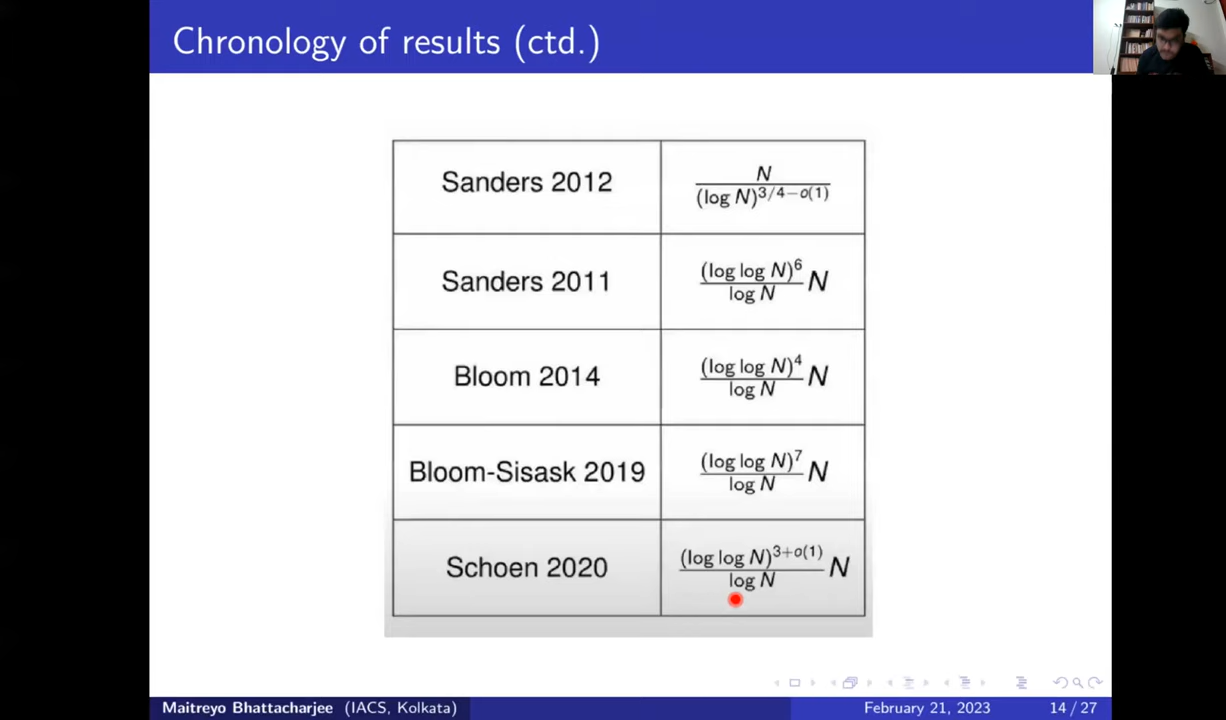 Chronology of results (ctd.)
Sanders 2012
N
(log N)^{3/4−o(1)}
Sanders 2011
(log log N)^6
log N
N
Bloom 2014
(log log N)^4
log N
N
Bloom-Sisask 2019
(log log N)^7
log N
N
Schoen 2020
(log log N)^{3+o(1)}
log N
N
Maitreyo Bhattacharjee (IACS, Kolkata)
February 21, 2023
14 / 27